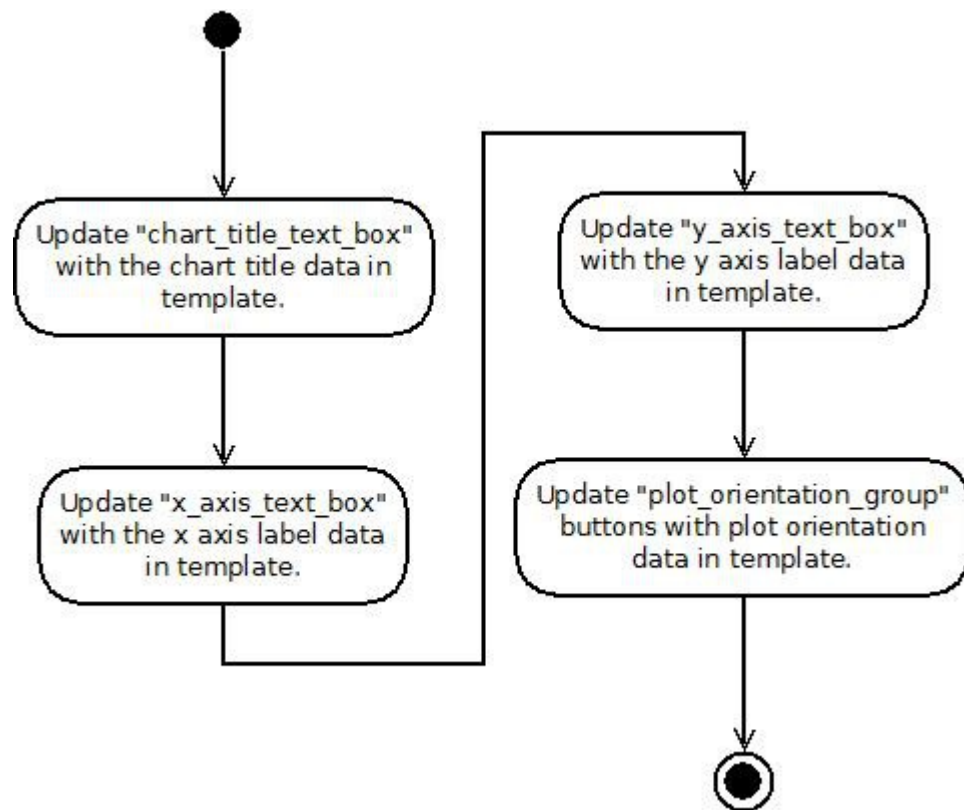 Update "chart_title_text_box"
with the chart title data in
template.
Update "x_axis_text_box"
with the x axis label data
in template.
Update "y_axis_text_box"
with the y axis label data
in template.
Update "plot_orientation_group"
buttons with plot orientation
data in template.